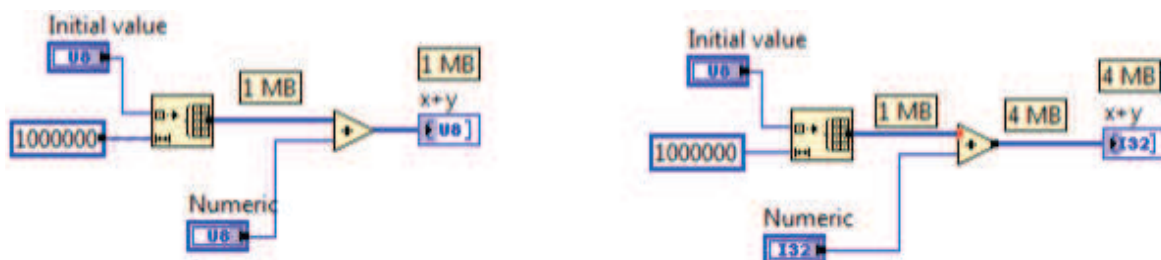 Initial value
U8
1 MB
1 MB
x+y
U8
1000000
Numeric
U8
Initial value
U8
1 MB
4 MB
4 MB
x+y
I32
1000000
Numeric
I32